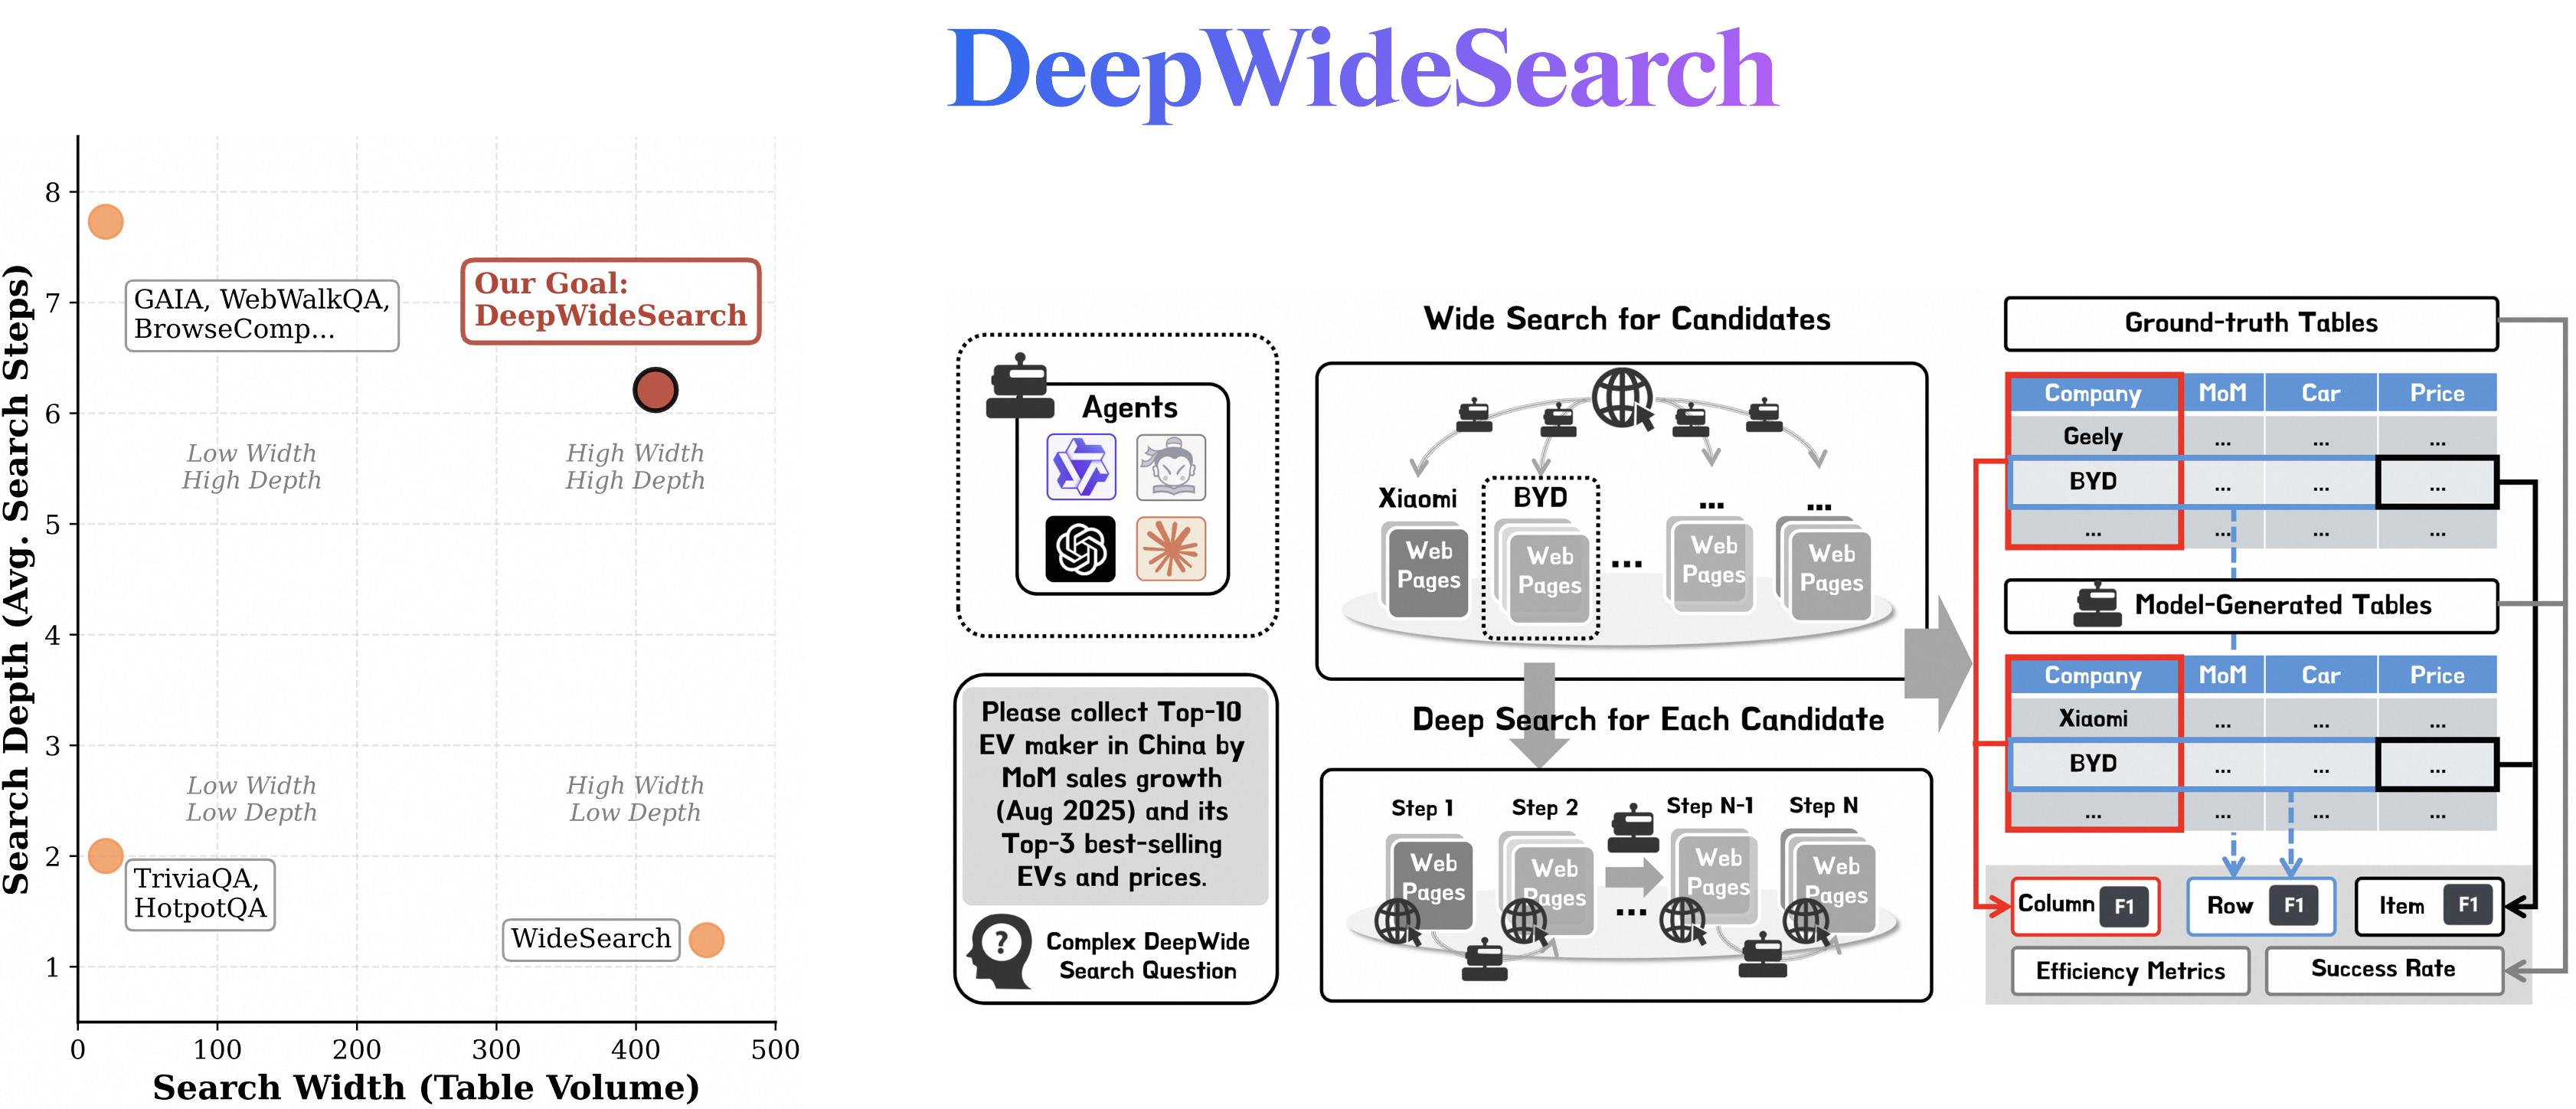 DeepWideSearch
Search Depth (Avg. Search Steps)
8
7
6
5
4
3
2
1
GAIA, WebWalkQA,
BrowseComp...
Our Goal:
DeepWideSearch
Low Width
High Depth
High Width
High Depth
Low Width
Low Depth
High Width
Low Depth
TriviaQA,
HotpotQA
WideSearch
0
100
200
300
400
500
Search Width (Table Volume)
Agents
Please collect Top-10
EV maker in China by
MoM sales growth
(Aug 2025) and its
Top-3 best-selling
EVs and prices.
?
Complex DeepWide
Search Question
Wide Search for Candidates
Xiaomi
BYD
...
...
Web
Pages
Web
Pages
...
Web
Pages
Web
Pages
Deep Search for Each Candidate
Step 1
Step 2
Step N-1
Step N
Web
Pages
Web
Pages
...
Web
Pages
Web
Pages
Ground-truth Tables
Company MoM Car Price
Geely ... ... ...
BYD ... ... ...
... ... ... ...
Model-Generated Tables
Company MoM Car Price
Xiaomi ... ... ...
BYD ... ... ...
... ... ... ...
Column F1
Row F1
Item F1
Efficiency Metrics
Success Rate